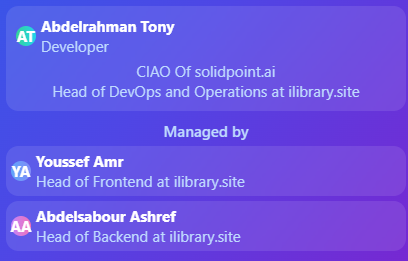 AT
Abdelrahman Tony
Developer
CIAO Of solidpoint.ai
Head of DevOps and Operations at ilibrary.site
Managed by
YA
Youssef Amr
Head of Frontend at ilibrary.site
AA
Abdelsabour Ashref
Head of Backend at ilibrary.site